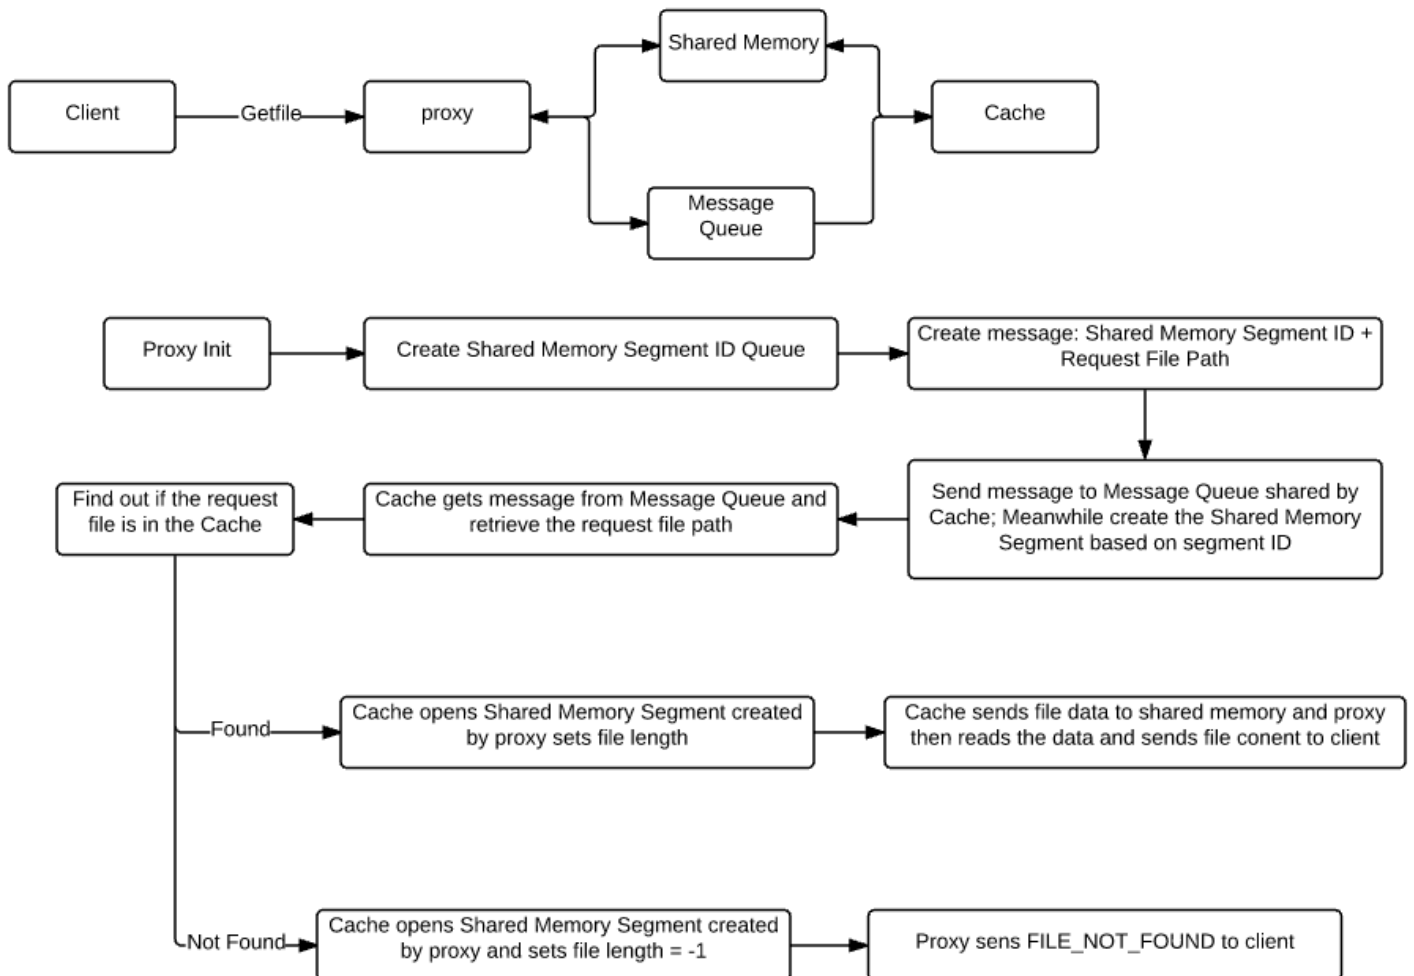 Shared Memory
Client
Getfile
proxy
Cache
Message
Queue
Proxy Init
Create Shared Memory Segment ID Queue
Create message: Shared Memory Segment ID +
Request File Path
Find out if the request
file is in the Cache
Cache gets message from Message Queue and
retrieve the request file path
Send message to Message Queue shared by
Cache; Meanwhile create the Shared Memory
Segment based on segment ID
Found
Cache opens Shared Memory Segment created
by proxy sets file length
Cache sends file data to shared memory and proxy
then reads the data and sends file conent to client
Not Found
Cache opens Shared Memory Segment created
by proxy and sets file length = -1
Proxy sens FILE_NOT_FOUND to client